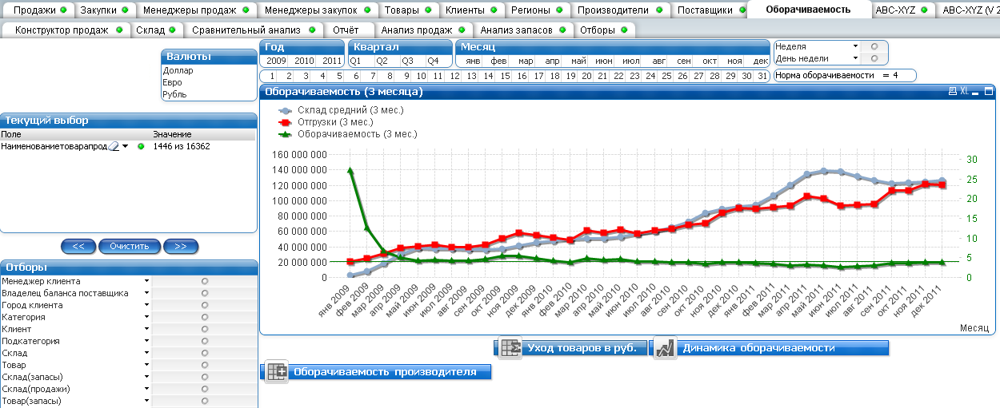 Продажи Закупки Менеджеры продаж Менеджеры закупок Товары Клиенты Регионы Производители Поставщики Оборачиваемость ABC-XYZ ABC-XYZ (V 2
Конструктор продаж Склад Сравнительный анализ Отчёт Анализ продаж Анализ запасов Отборы
Валюты
Доллар
Евро
Рубль
Год
2009 2010 2011
Квартал
Q1 Q2 Q3 Q4
Месяц
янв фев мар апр май июн июл авг сен окт ноя дек
1 2 3 4 5 6 7 8 9 10 11 12 13 14 15 16 17 18 19 20 21 22 23 24 25 26 27 28 29 30 31
Неделя
День недели
Норма оборачиваемости = 4
Текущий выбор
Поле Значение
Наименованиетоварапрод 1446 из 16362
<< Очистить >>
Отборы
Менеджер клиента
Владелец баланса поставщика
Город клиента
Категория
Клиент
Подкатегория
Склад
Товар
Склад(запасы)
Склад(продажи)
Товар(запасы)
Оборачиваемость (3 месяца) XL
Склад средний (3 мес.)
Отгрузки (3 мес.)
Оборачиваемость (3 мес.)
160 000 000
140 000 000
120 000 000
100 000 000
80 000 000
60 000 000
40 000 000
20 000 000
0
30
25
20
15
10
5
0
янв 2009 фев 2009 мар 2009 апр 2009 май 2009 июн 2009 июл 2009 авг 2009 сен 2009 окт 2009 ноя 2009 дек 2009 янв 2010 фев 2010 мар 2010 апр 2010 май 2010 июн 2010 июл 2010 авг 2010 сен 2010 окт 2010 ноя 2010 дек 2010 янв 2011 фев 2011 мар 2011 апр 2011 май 2011 июн 2011 июл 2011 авг 2011 сен 2011 окт 2011 ноя 2011 дек 2011
Месяц
Уход товаров в руб. Динамика оборачиваемости
Оборачиваемость производителя